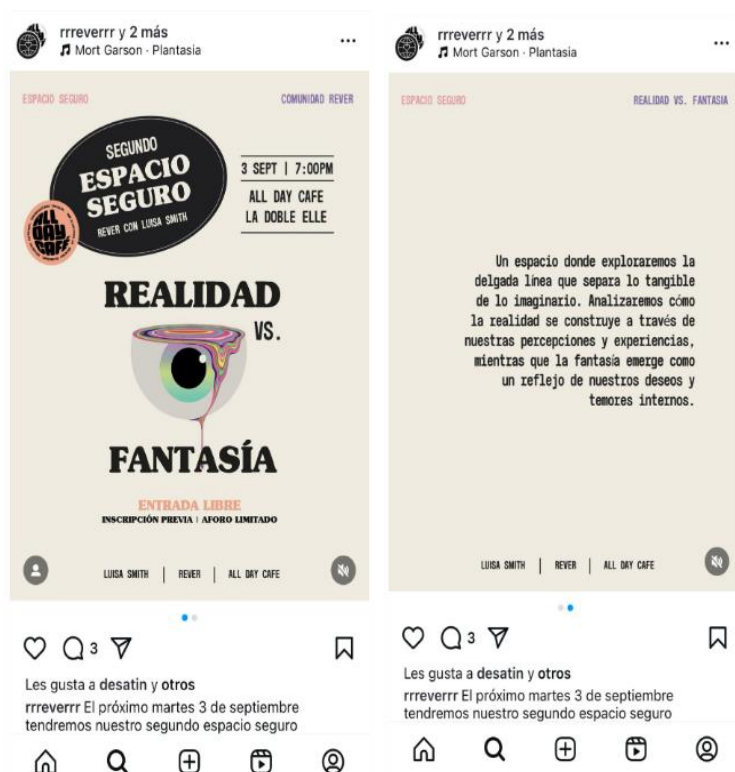 rrreverrr y 2 más
Mort Garson · Plantasia
ESPACIO SEGURO
COMUNIDAD REVER
SEGUNDO
ESPACIO
SEGURO
REVER CON LUISA SMITH
ALL
DAY
CAFE
3 SEPT | 7:00PM
ALL DAY CAFE
LA DOBLE ELLE
REALIDAD
VS.
FANTASÍA
ENTRADA LIBRE
INSCRIPCIÓN PREVIA | AFORO LIMITADO
LUISA SMITH | REVER | ALL DAY CAFE
3
Les gusta a desatin y otros
rrreverrr El próximo martes 3 de septiembre
tendremos nuestro segundo espacio seguro
rrreverrr y 2 más
Mort Garson · Plantasia
ESPACIO SEGURO
REALIDAD VS. FANTASIA
Un espacio donde exploraremos la
delgada línea que separa lo tangible
de lo imaginario. Analizaremos cómo
la realidad se construye a través de
nuestras percepciones y experiencias,
mientras que la fantasía emerge como
un reflejo de nuestros deseos y
temores internos.
LUISA SMITH | REVER | ALL DAY CAFE
3
Les gusta a desatin y otros
rrreverrr El próximo martes 3 de septiembre
tendremos nuestro segundo espacio seguro